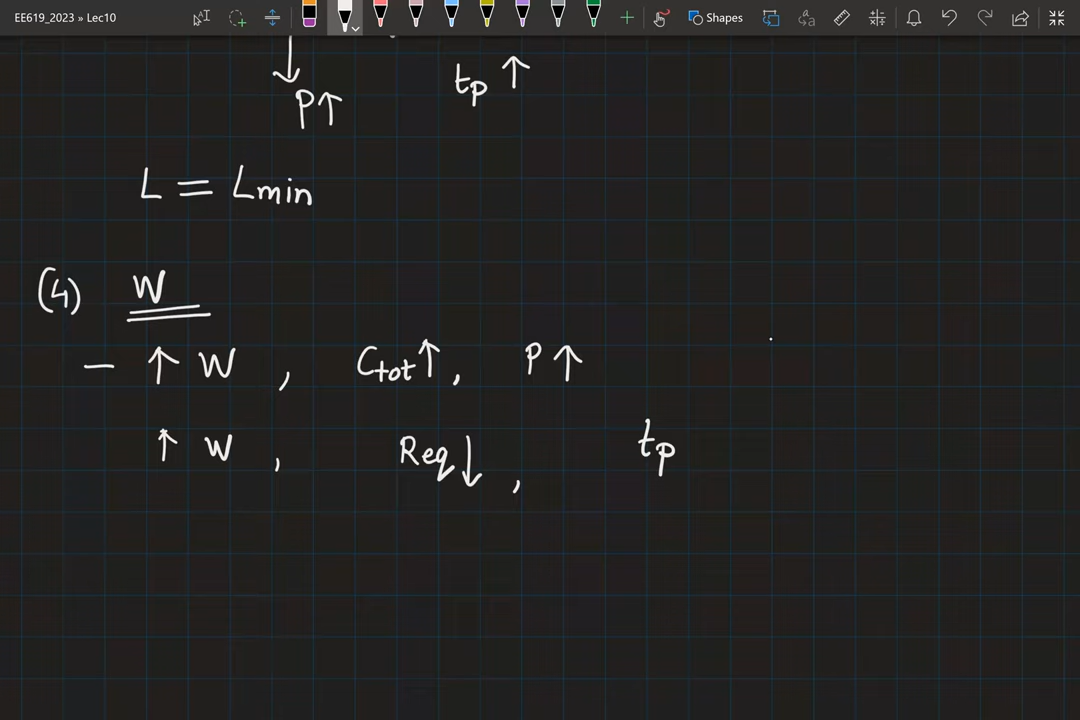 EE619_2023 » Lec10
Shapes
P↑ tp ↑
L = Lmin
(4) W
- ↑ W , Ctot↑, P ↑
↑ W , Req↓, tp